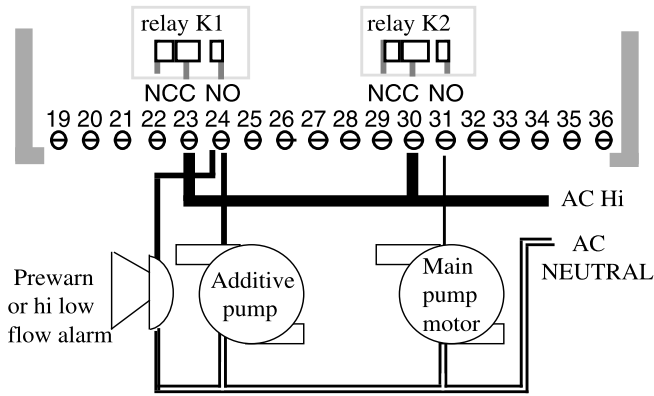 relay K1
relay K2
NCC NO
NCC NO
19 20 21 22 23 24 25 26 27 28 29 30 31 32 33 34 35 36
AC Hi
AC
NEUTRAL
Prewarn
or hi low
flow alarm
Additive
pump
Main
pump
motor